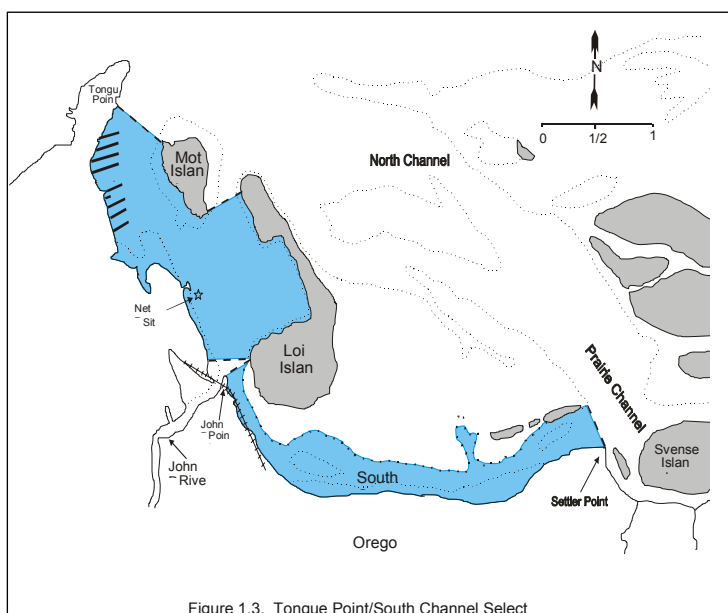 Tongu
Poin
N
0 1/2 1
Mot
Islan
North Channel
Net
Sit
Loi
Islan
Prairie Channel
John
Poin
John
Rive
South
Svense
Islan
Settler Point
Orego
Figure 1.3. Tongue Point/South Channel Select